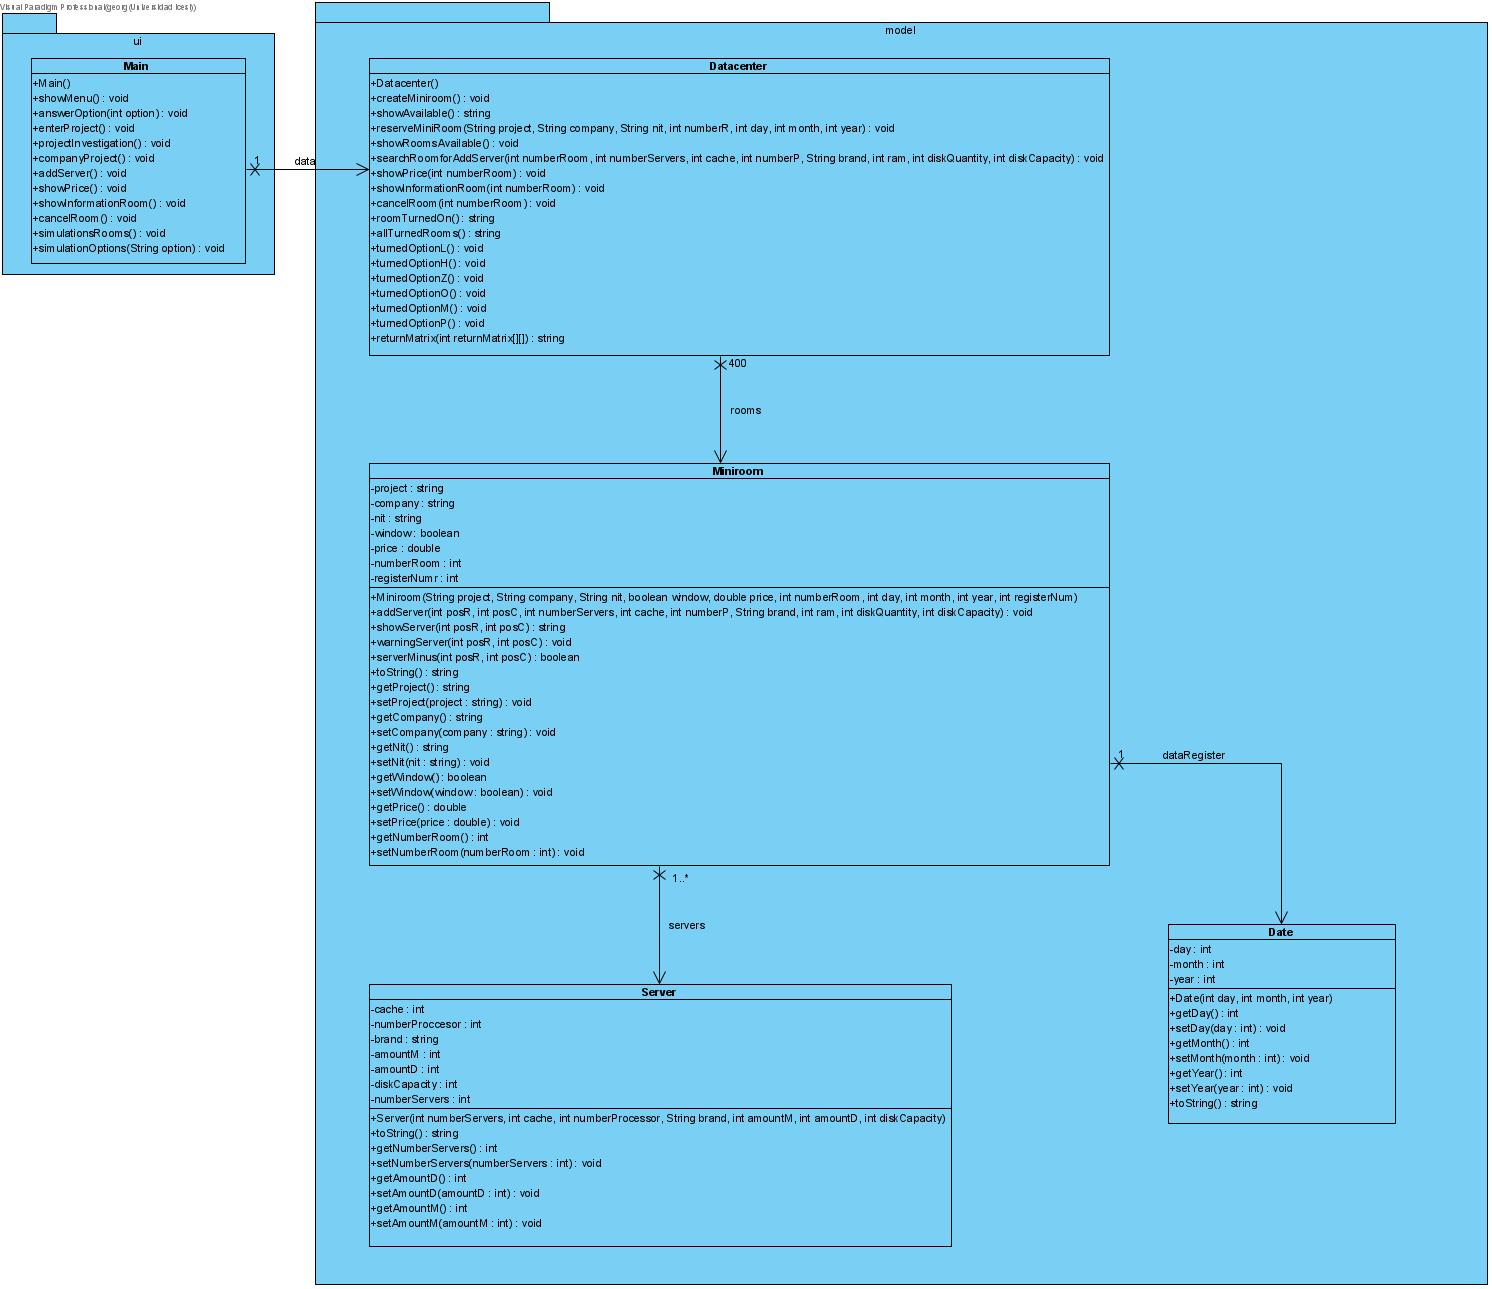 Visual Paradigm Professional(georg(Universidad Icesi))
ui
Main
+Main()
+showMenu() : void
+answerOption(int option) : void
+enterProject() : void
+projectInvestigation() : void
+companyProject() : void
+addServer() : void
+showPrice() : void
+showInformationRoom() : void
+cancelRoom() : void
+simulationsRooms() : void
+simulationOptions(String option) : void
1
data
model
Datacenter
+Datacenter()
+createMiniroom() : void
+showAvailable() : string
+reserveMiniRoom(String project, String company, String nit, int numberR, int day, int month, int year) : void
+showRoomsAvailable() : void
+searchRoomforAddServer(int numberRoom, int numberServers, int cache, int numberP, String brand, int ram, int diskQuantity, int diskCapacity) : void
+showPrice(int numberRoom) : void
+showInformationRoom(int numberRoom) : void
+cancelRoom(int numberRoom) : void
+roomTurnedOn() : string
+allTurnedRooms() : string
+turnedOptionL() : void
+turnedOptionH() : void
+turnedOptionZ() : void
+turnedOptionO() : void
+turnedOptionM() : void
+turnedOptionP() : void
+returnMatrix(int returnMatrix[][]) : string
400
rooms
Miniroom
-project : string
-company : string
-nit : string
-window : boolean
-price : double
-numberRoom : int
-registerNumr : int
+Miniroom(String project, String company, String nit, boolean window, double price, int numberRoom, int day, int month, int year, int registerNum)
+addServer(int posR, int posC, int numberServers, int cache, int numberP, String brand, int ram, int diskQuantity, int diskCapacity) : void
+showServer(int posR, int posC) : string
+warningServer(int posR, int posC) : void
+serverMinus(int posR, int posC) : boolean
+toString() : string
+getProject() : string
+setProject(project : string) : void
+getCompany() : string
+setCompany(company : string) : void
+getNit() : string
+setNit(nit : string) : void
+getWindow() : boolean
+setWindow(window : boolean) : void
+getPrice() : double
+setPrice(price : double) : void
+getNumberRoom() : int
+setNumberRoom(numberRoom : int) : void
1
dataRegister
1..*
servers
Date
-day : int
-month : int
-year : int
+Date(int day, int month, int year)
+getDay() : int
+setDay(day : int) : void
+getMonth() : int
+setMonth(month : int) : void
+getYear() : int
+setYear(year : int) : void
+toString() : string
Server
-cache : int
-numberProccesor : int
-brand : string
-amountM : int
-amountD : int
-diskCapacity : int
-numberServers : int
+Server(int numberServers, int cache, int numberProcessor, String brand, int amountM, int amountD, int diskCapacity)
+toString() : string
+getNumberServers() : int
+setNumberServers(numberServers : int) : void
+getAmountD() : int
+setAmountD(amountD : int) : void
+getAmountM() : int
+setAmountM(amountM : int) : void